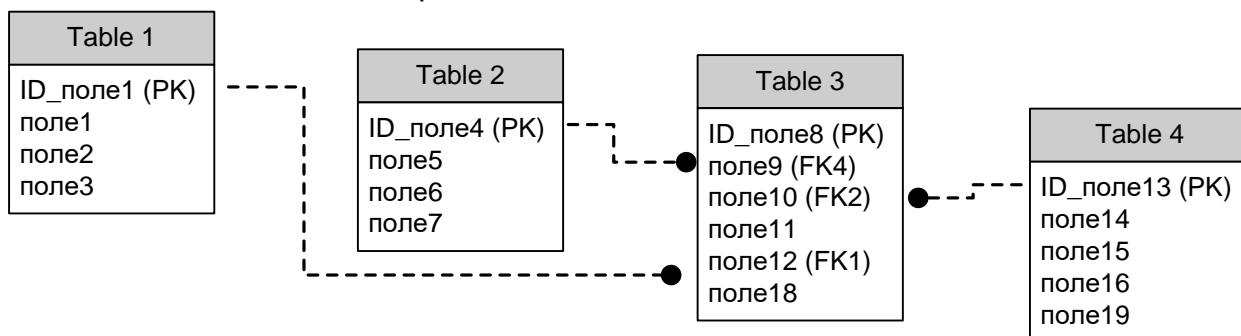 Table 1
ID_поле1 (PK)
поле1
поле2
поле3
Table 2
ID_поле4 (PK)
поле5
поле6
поле7
Table 3
ID_поле8 (PK)
поле9 (FK4)
поле10 (FK2)
поле11
поле12 (FK1)
поле18
Table 4
ID_поле13 (PK)
поле14
поле15
поле16
поле19